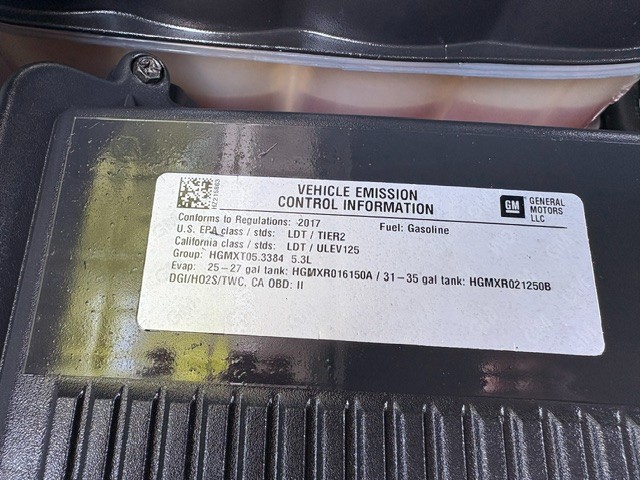 VEHICLE EMISSION
CONTROL INFORMATION
GM
GENERAL
MOTORS
LLC
Conforms to Regulations: 2017
Fuel: Gasoline
U.S. EPA class / stds: LDT / TIER2
California class / stds: LDT / ULEV125
Group: HGMXT05.3384 5.3L
Evap: 25-27 gal tank: HGMXR016150A / 31-35 gal tank: HGMXR021250B
DGI/HO2S/TWC, CA OBD: II